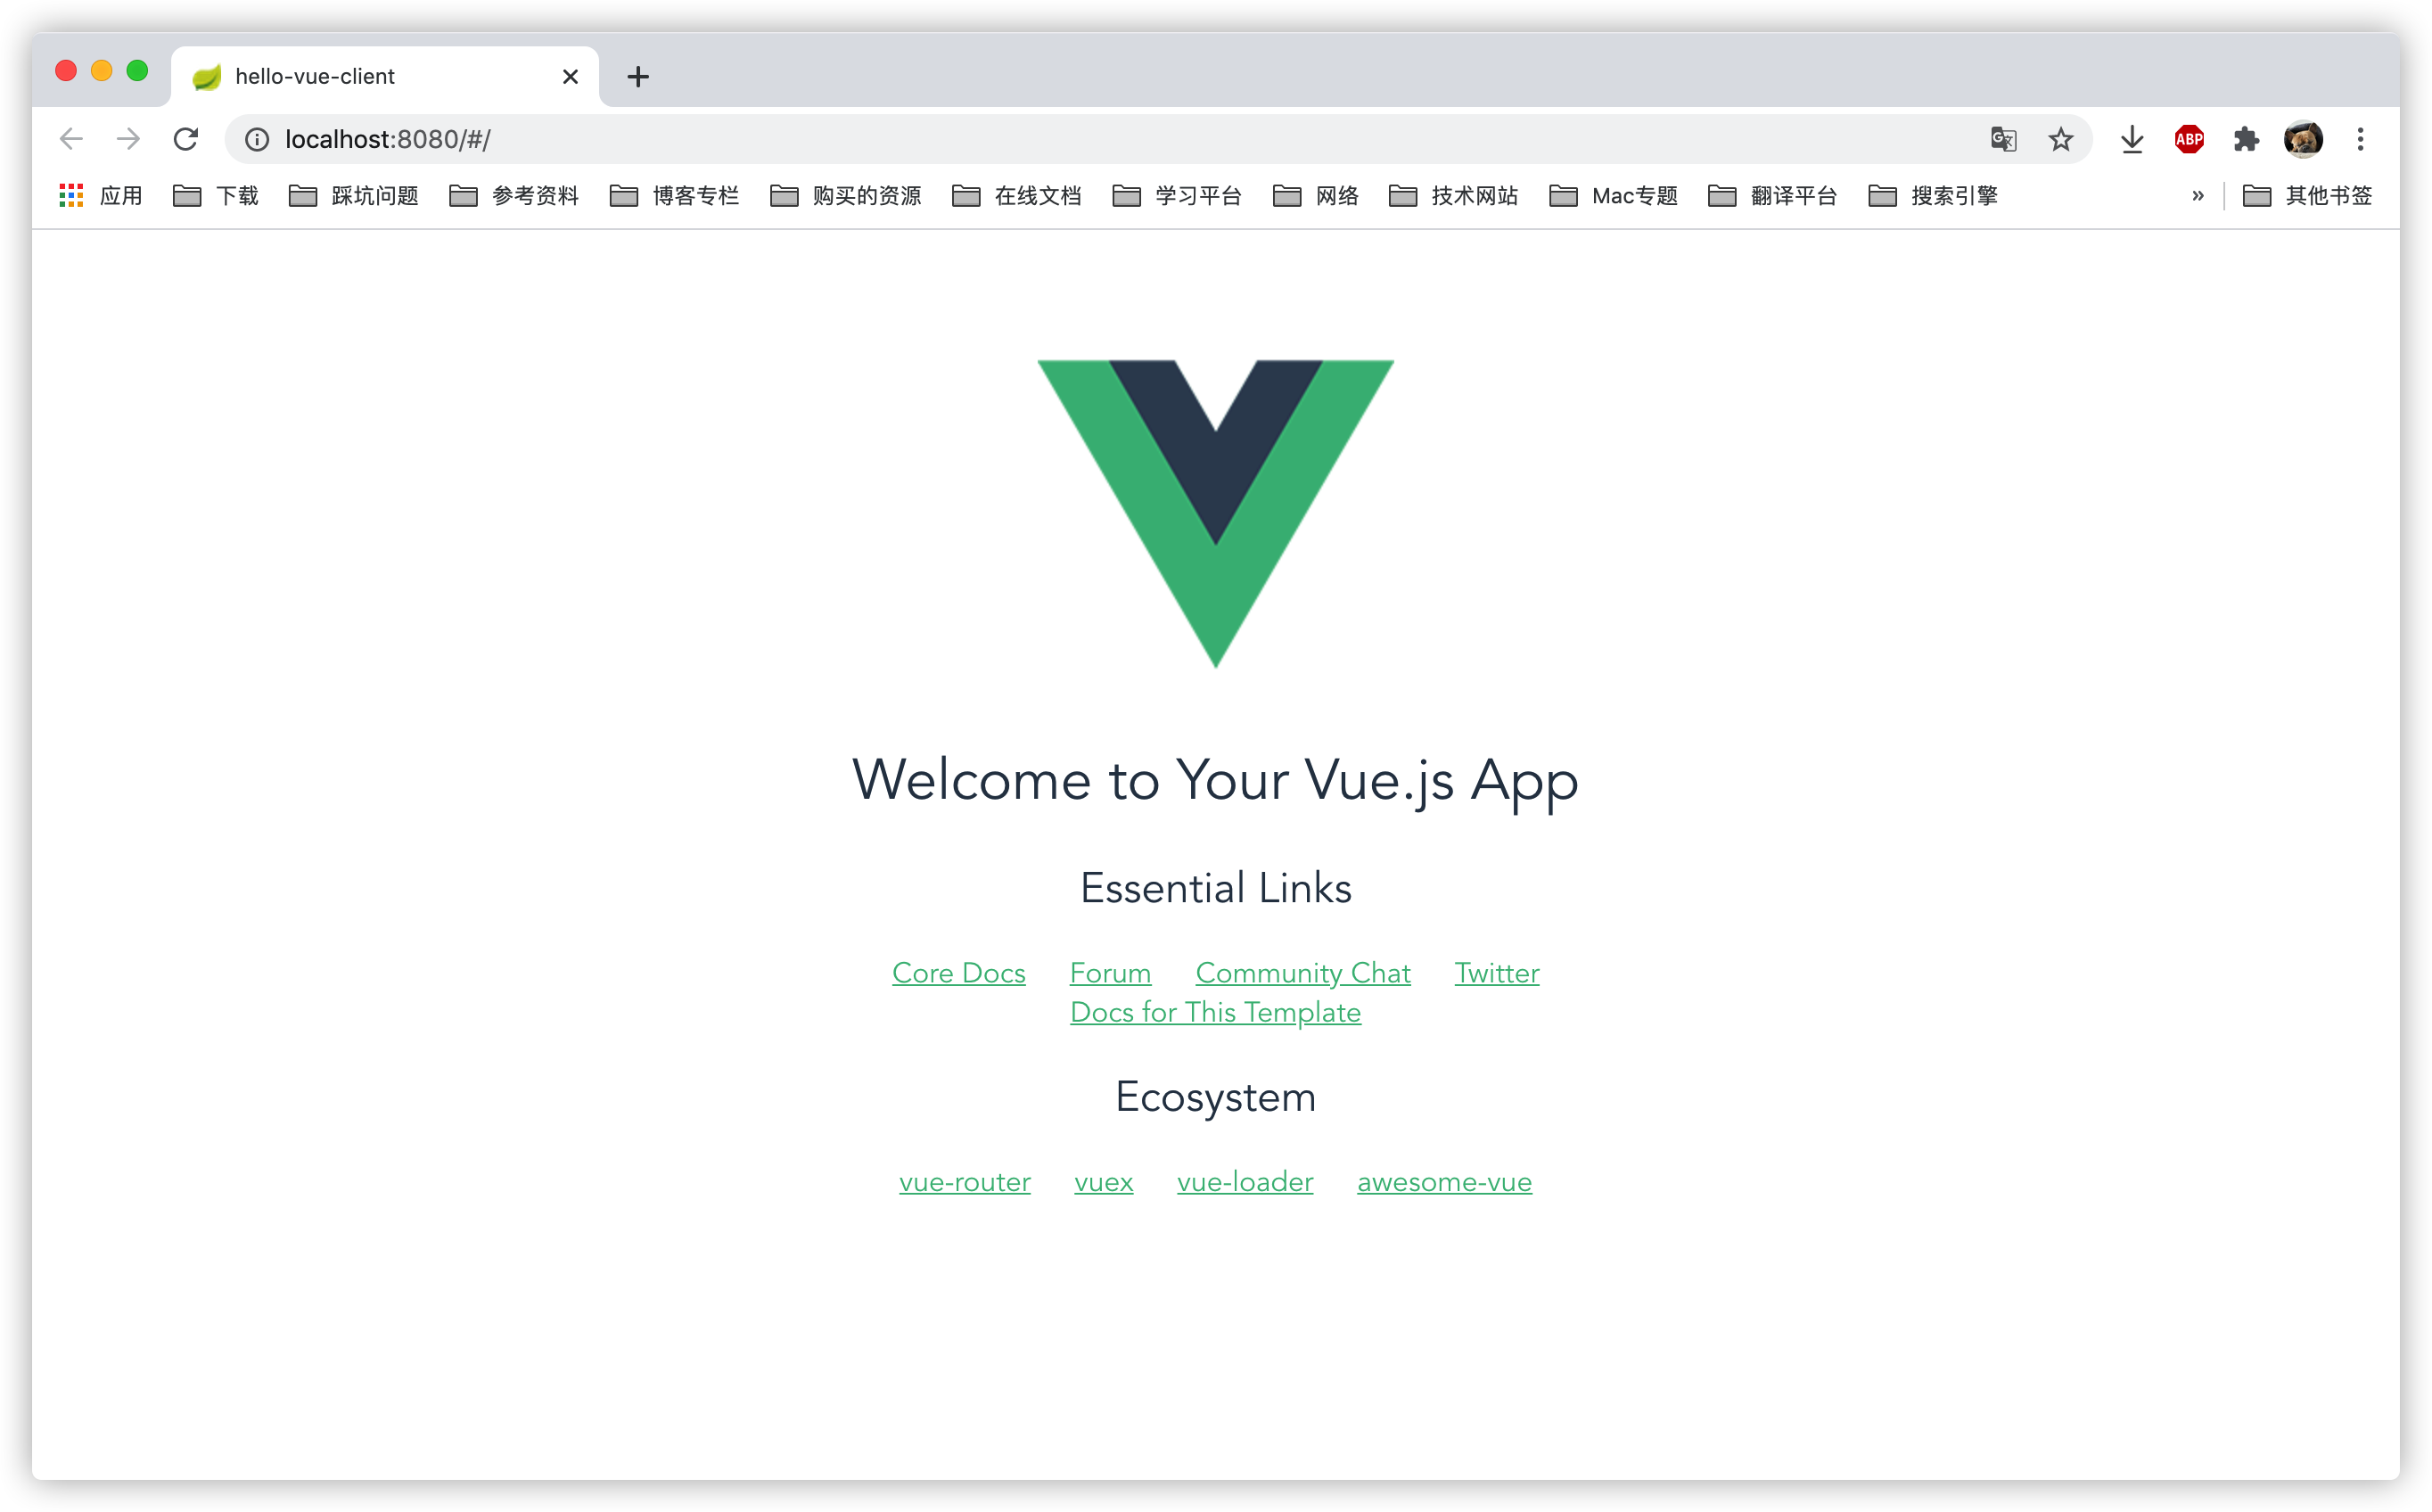 hello-vue-client
localhost:8080/#/
ABP
应用 下载 踩坑问题 参考资料 博客专栏 购买的资源 在线文档 学习平台 网络 技术网站 Mac专题 翻译平台 搜索引擎 » 其他书签
Welcome to Your Vue.js App
Essential Links
Core Docs Forum Community Chat Twitter
Docs for This Template
Ecosystem
vue-router vuex vue-loader awesome-vue